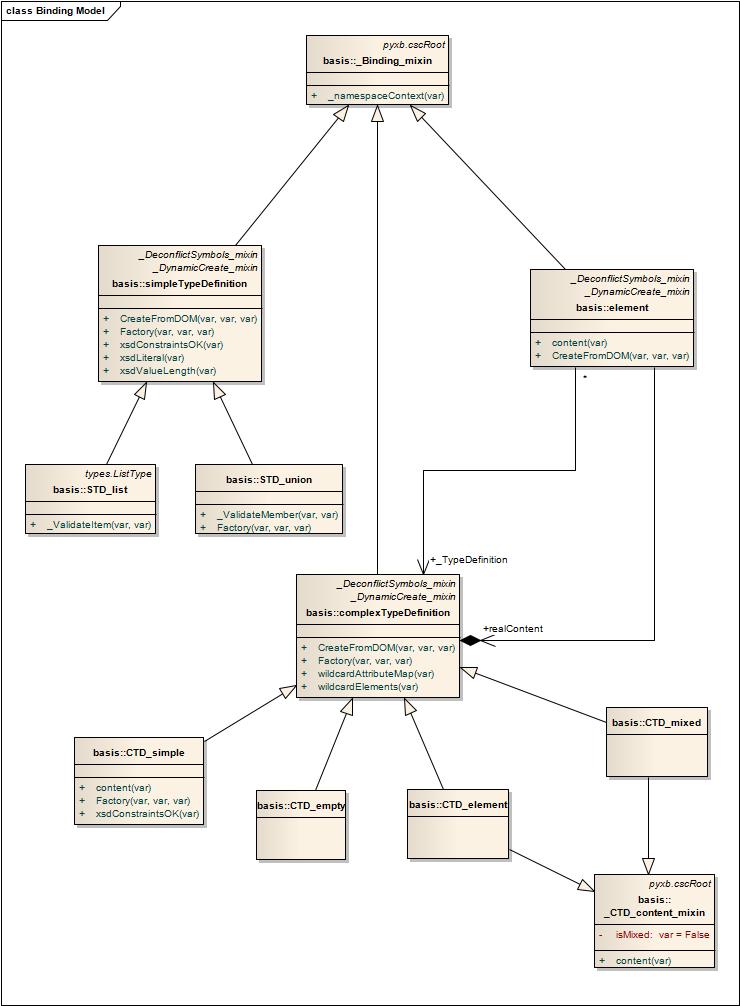 class Binding Model
pyxb.cscRoot
basis::_Binding_mixin
+ _namespaceContext(var)
_DeconflictSymbols_mixin
_DynamicCreate_mixin
basis::simpleTypeDefinition
+ CreateFromDOM(var, var, var)
+ Factory(var, var, var)
+ xsdConstraintsOK(var)
+ xsdLiteral(var)
+ xsdValueLength(var)
_DeconflictSymbols_mixin
_DynamicCreate_mixin
basis::element
+ content(var)
+ CreateFromDOM(var, var, var)
*
types.ListType
basis::STD_list
+ _ValidateItem(var, var)
basis::STD_union
+ _ValidateMember(var, var)
+ Factory(var, var, var)
+_TypeDefinition
_DeconflictSymbols_mixin
_DynamicCreate_mixin
basis::complexTypeDefinition
+ CreateFromDOM(var, var, var)
+ Factory(var, var, var)
+ wildcardAttributeMap(var)
+ wildcardElements(var)
+realContent
basis::CTD_simple
+ content(var)
+ Factory(var, var, var)
+ xsdConstraintsOK(var)
basis::CTD_empty
basis::CTD_element
basis::CTD_mixed
pyxb.cscRoot
basis::
_CTD_content_mixin
- isMixed: var = False
+ content(var)